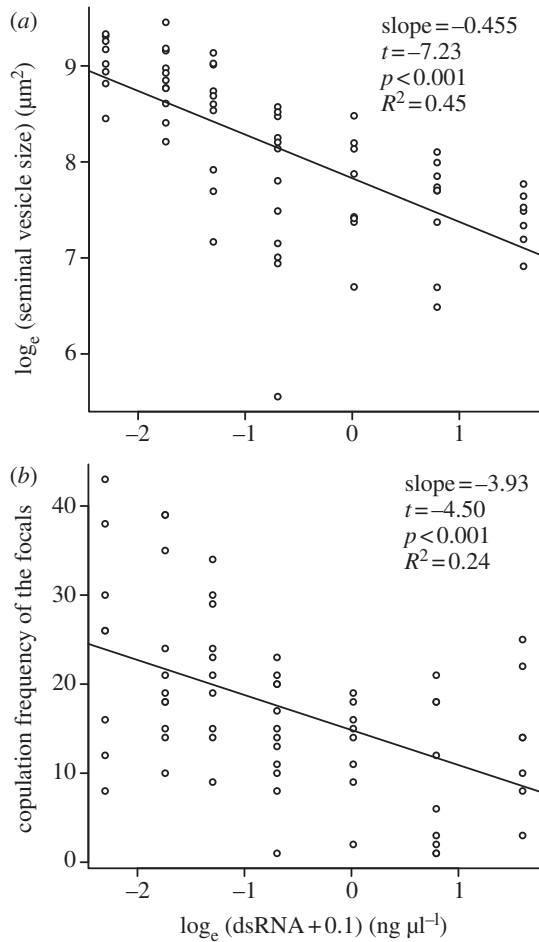 (a)
slope=–0.455
t=–7.23
p<0.001
R²=0.45
log_e (seminal vesicle size) (μm²)
9
8
7
6
–2
–1
0
1
(b)
slope=–3.93
t=–4.50
p<0.001
R²=0.24
copulation frequency of the focals
40
30
20
10
0
–2
–1
0
1
log_e (dsRNA+0.1) (ng μl⁻¹)